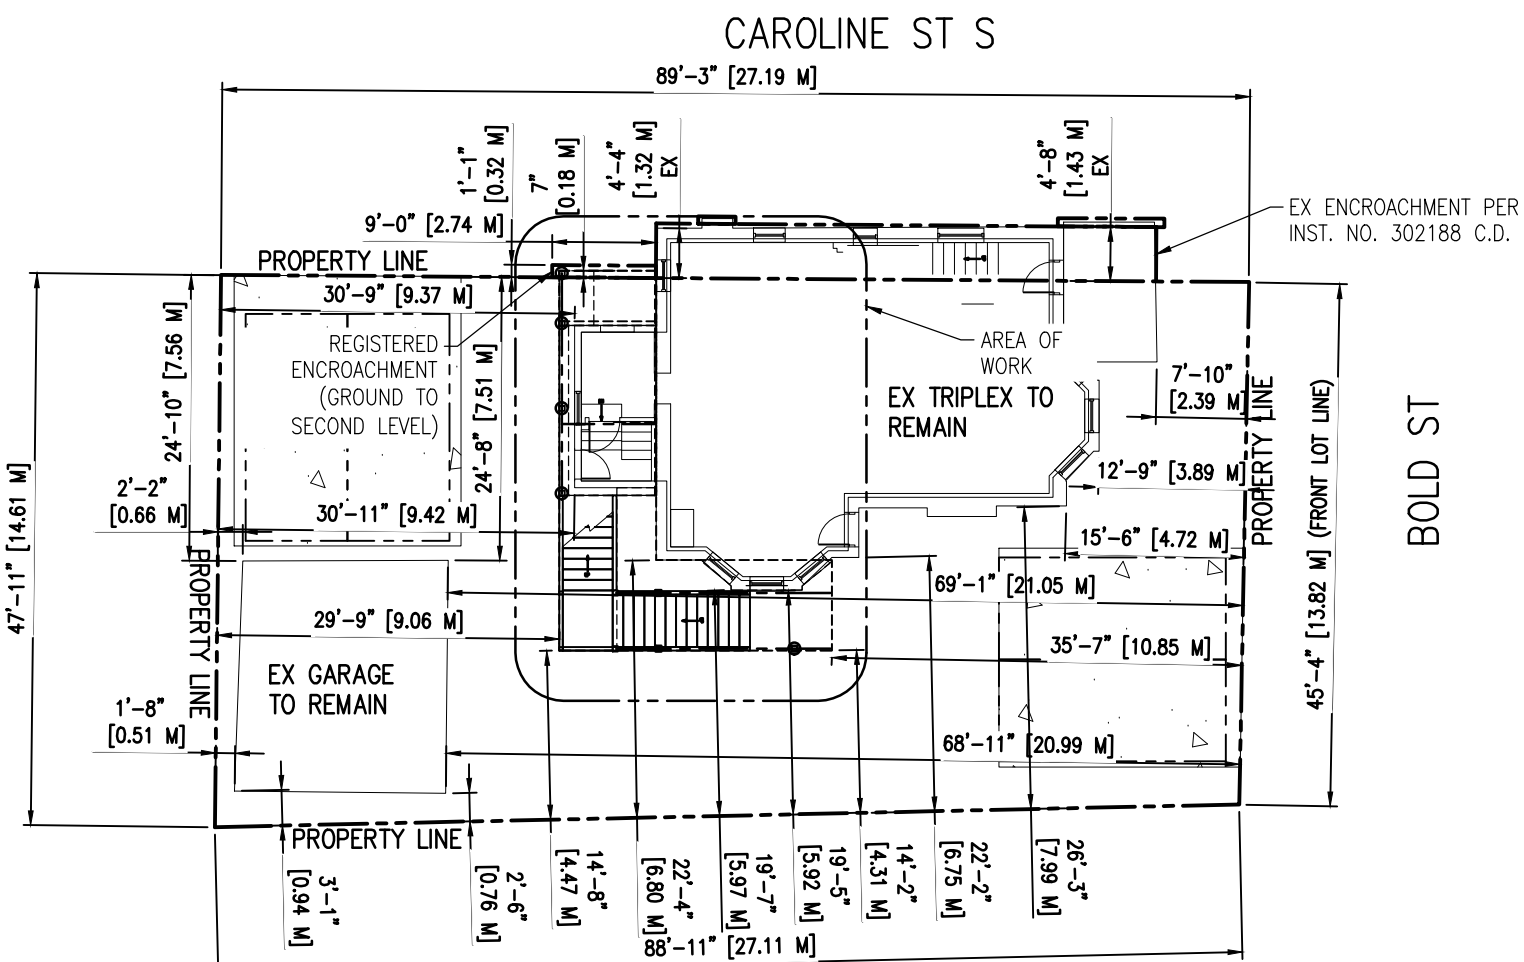 CAROLINE ST S
89'-3" [27.19 M]
1'-1"
[0.32 M]
7"
[0.18 M]
4'-4"
[1.32 M]
EX
4'-8"
[1.43 M]
EX
9'-0" [2.74 M]
EX ENCROACHMENT PER
INST. NO. 302188 C.D.
PROPERTY LINE
30'-9" [9.37 M]
REGISTERED
ENCROACHMENT
(GROUND TO
SECOND LEVEL)
24'-10" [7.56 M]
24'-8" [7.51 M]
AREA OF
WORK
EX TRIPLEX TO
REMAIN
7'-10"
[2.39 M]
PROPERTY LINE
45'-4" [13.82 M] (FRONT LOT LINE)
BOLD ST
12'-9" [3.89 M]
2'-2"
[0.66 M]
30'-11" [9.42 M]
47'-11" [14.61 M]
15'-6" [4.72 M]
PROPERTY LINE
69'-1" [21.05 M]
29'-9" [9.06 M]
35'-7" [10.85 M]
EX GARAGE
TO REMAIN
1'-8"
[0.51 M]
68'-11" [20.99 M]
PROPERTY LINE
3'-1"
[0.94 M]
2'-6"
[0.76 M]
14'-8"
[4.47 M]
22'-4"
[6.80 M]
19'-7"
[5.97 M]
19'-5"
[5.92 M]
14'-2"
[4.31 M]
22'-2"
[6.75 M]
26'-3"
[7.99 M]
88'-11" [27.11 M]